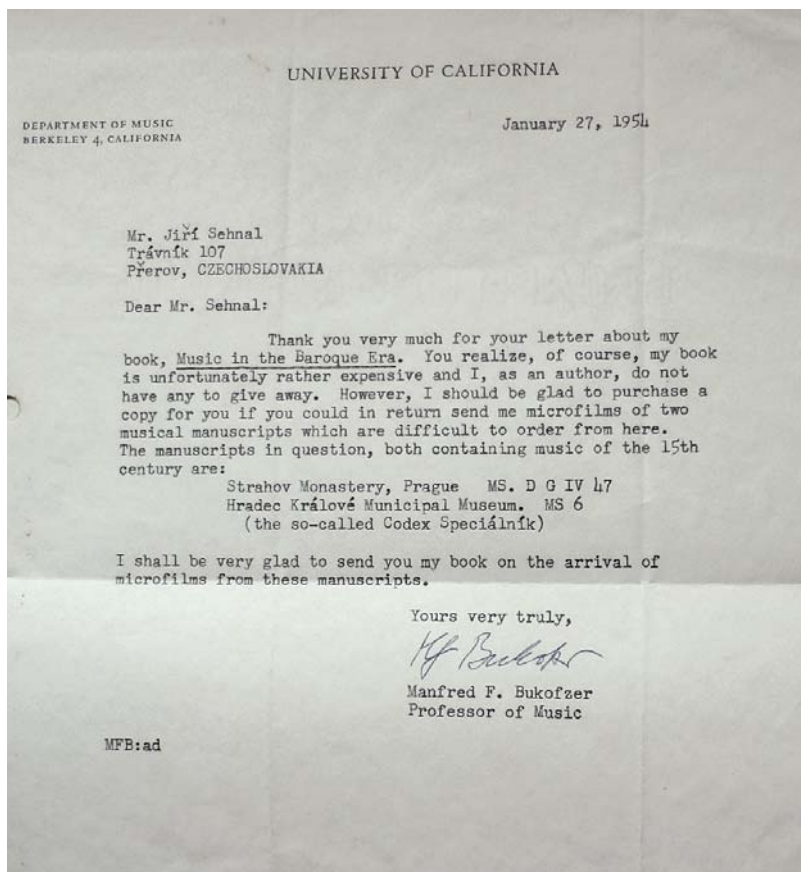 UNIVERSITY OF CALIFORNIA
DEPARTMENT OF MUSIC
BERKELEY 4, CALIFORNIA
January 27, 1954
Mr. Jiří Sehnal
Trávník 107
Přerov, CZECHOSLOVAKIA
Dear Mr. Sehnal:
Thank you very much for your letter about my
book, Music in the Baroque Era. You realize, of course, my book
is unfortunately rather expensive and I, as an author, do not
have any to give away. However, I should be glad to purchase a
copy for you if you could in return send me microfilms of two
musical manuscripts which are difficult to order from here.
The manuscripts in question, both containing music of the 15th
century are:
Strahov Monastery, Prague MS. D G IV 47
Hradec Králové Municipal Museum. MS 6
(the so-called Codex Speciálník)
I shall be very glad to send you my book on the arrival of
microfilms from these manuscripts.
Yours very truly,
Mf Bukofzer
Manfred F. Bukofzer
Professor of Music
MFB:ad